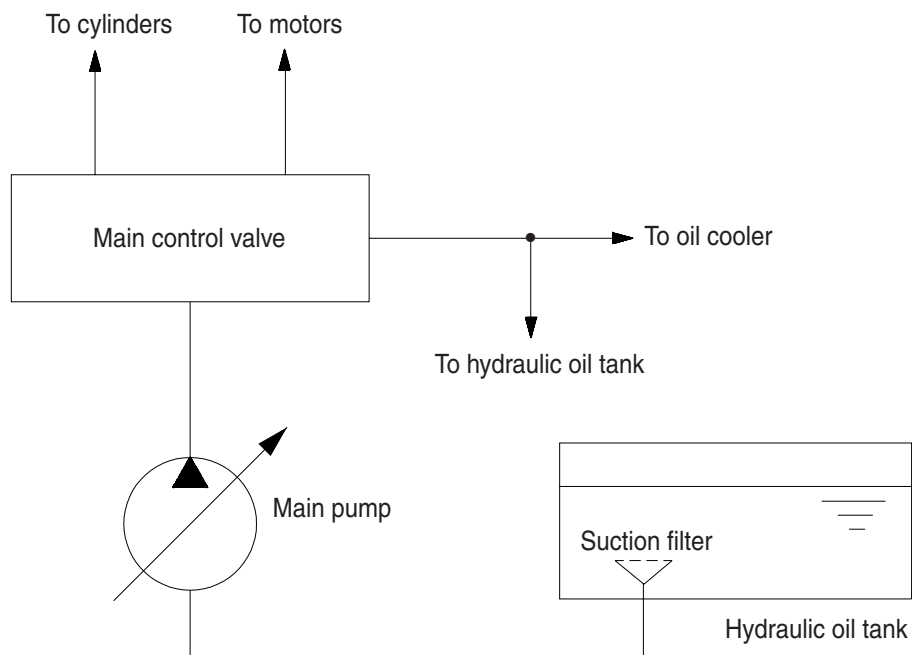 To cylinders
To motors
Main control valve
To oil cooler
To hydraulic oil tank
Main pump
Suction filter
Hydraulic oil tank